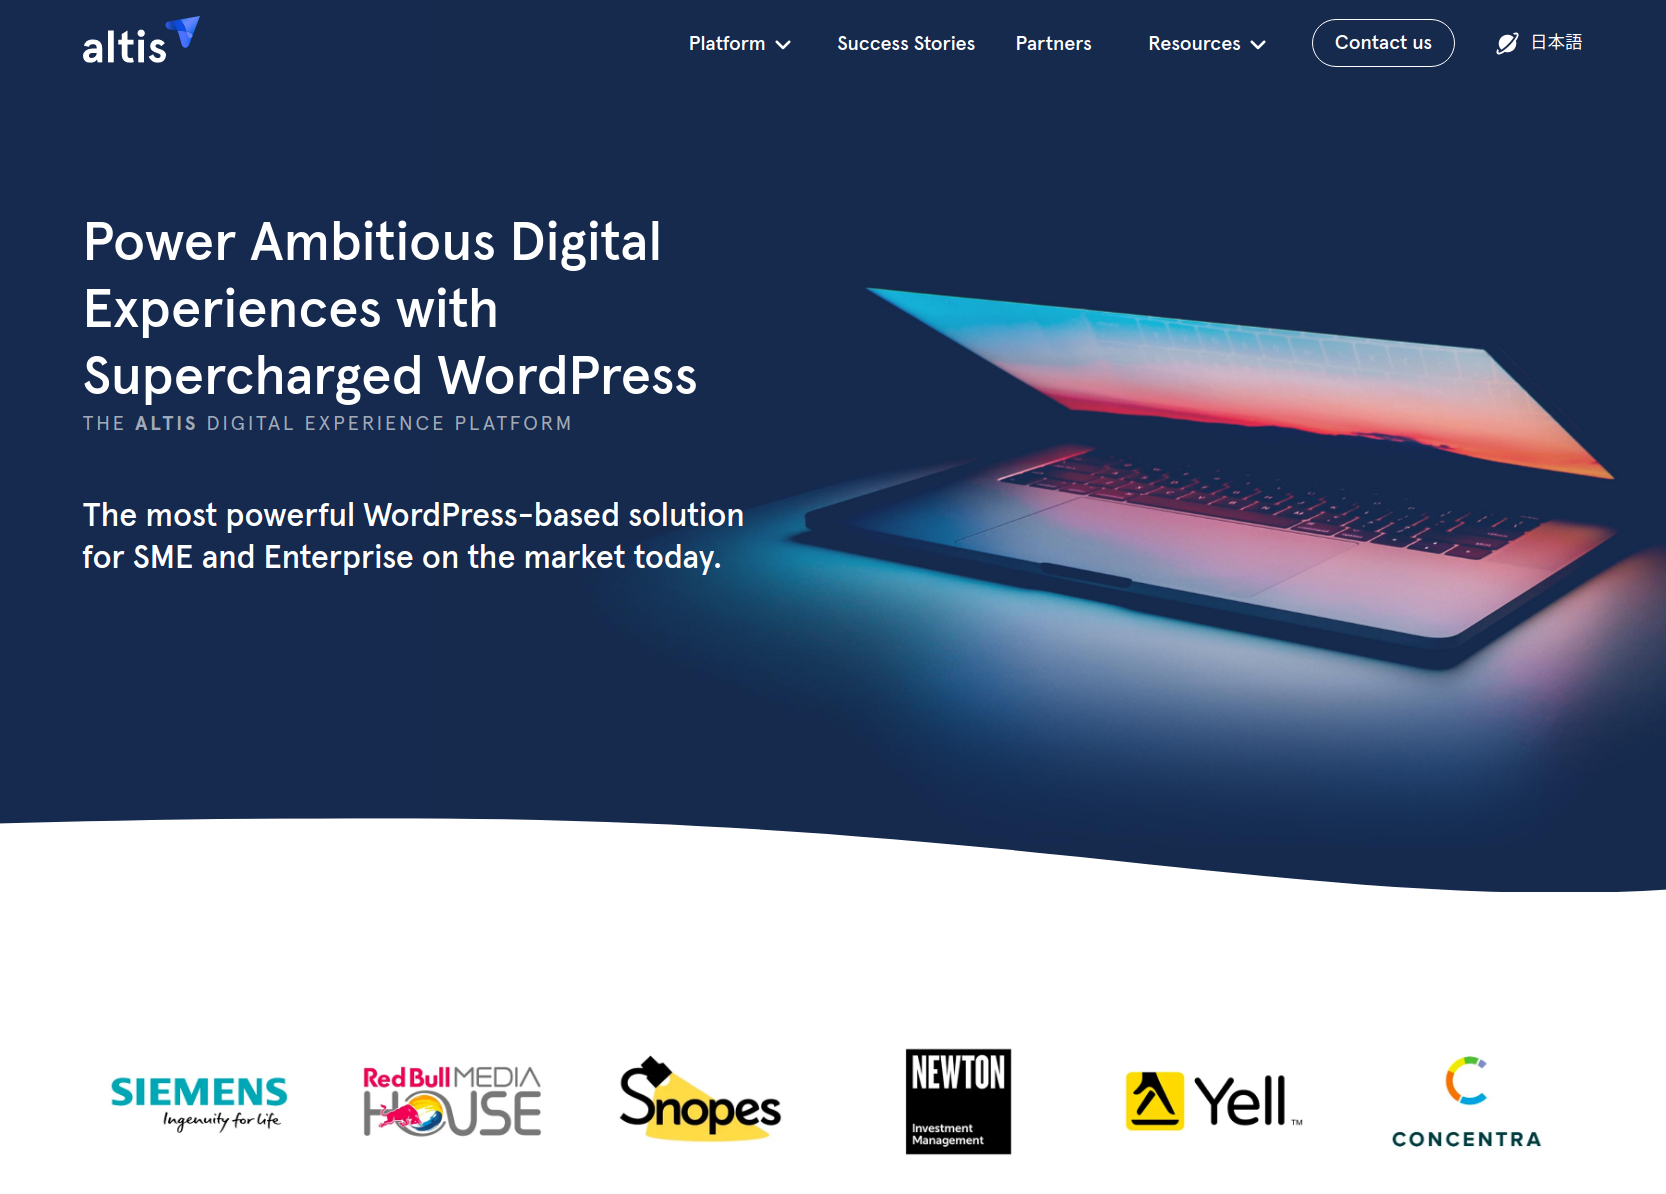 altis
Platform
Success Stories
Partners
Resources
Contact us
日本語
Power Ambitious Digital
Experiences with
Supercharged WordPress
THE ALTIS DIGITAL EXPERIENCE PLATFORM
The most powerful WordPress-based solution
for SME and Enterprise on the market today.
SIEMENS
Ingenuity for life
Red Bull MEDIA
HOUSE
Snopes
NEWTON
Investment
Management
Yell™
CONCENTRA